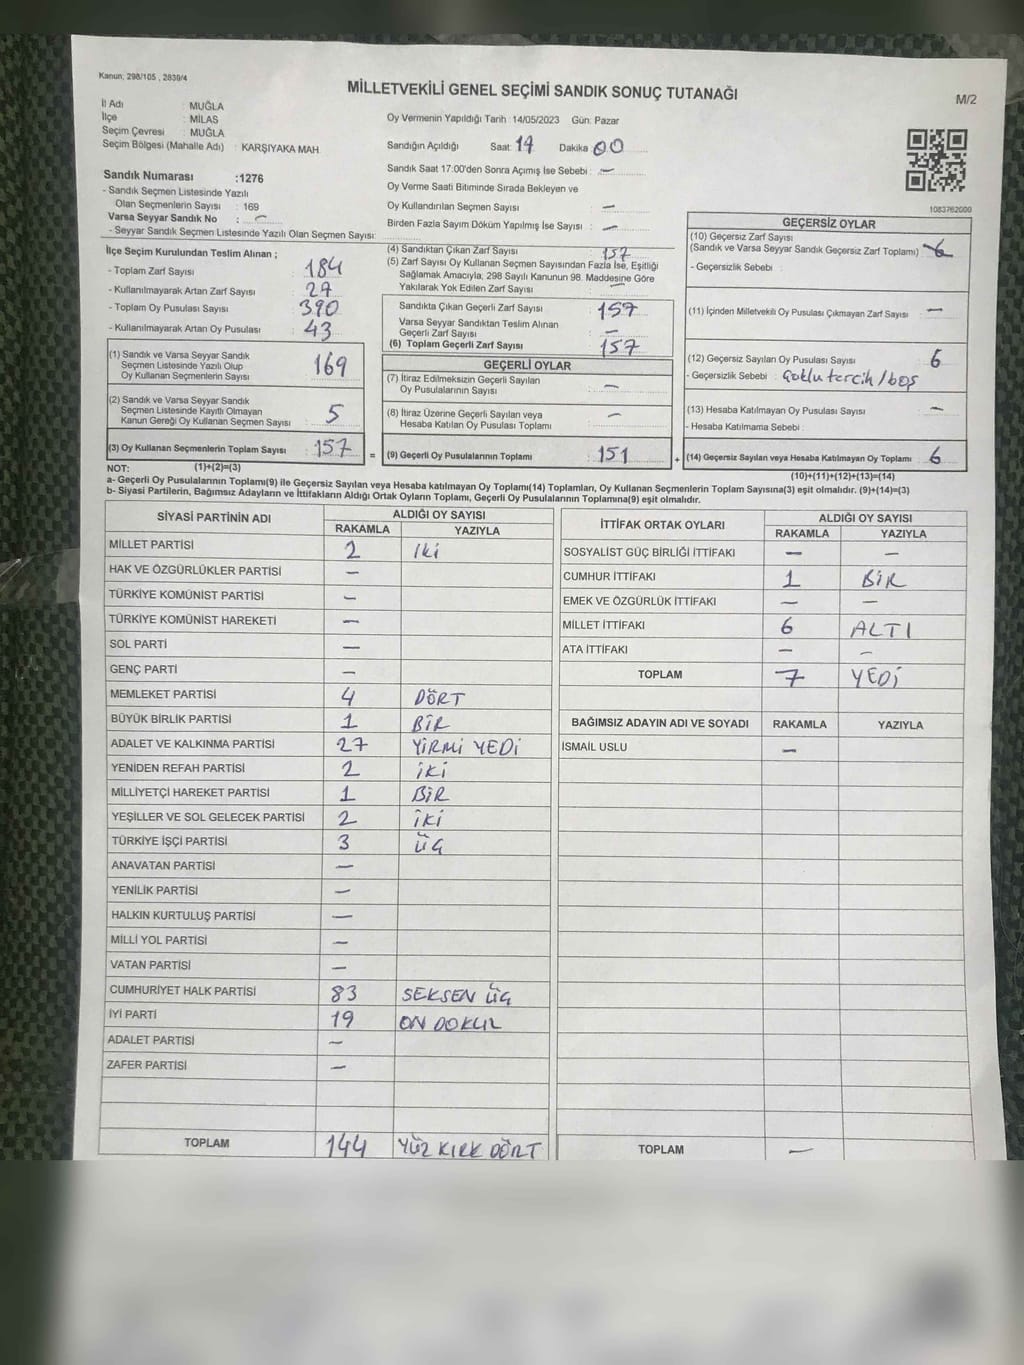 Kanun: 298/105 , 2839/4
MİLLETVEKİLİ GENEL SEÇİMİ SANDIK SONUÇ TUTANAĞI
M/2
İl Adı : MUĞLA
İlçe : MİLAS
Seçim Çevresi : MUĞLA
Seçim Bölgesi (Mahalle Adı) : KARŞIYAKA MAH.
Sandık Numarası :1276
- Sandık Seçmen Listesinde Yazılı
Olan Seçmenlerin Sayısı : 169
Varsa Seyyar Sandık No : —
- Seyyar Sandık Seçmen Listesinde Yazılı Olan Seçmen Sayısı:
Oy Vermenin Yapıldığı Tarih :14/05/2023 Gün: Pazar
Sandığın Açıldığı Saat: 17 Dakika: 00
Sandık Saat 17:00'den Sonra Açımış İse Sebebi : —
Oy Verme Saati Bitiminde Sırada Bekleyen ve
Oy Kullandırılan Seçmen Sayısı : —
Birden Fazla Sayım Döküm Yapılmış İse Sayısı : —
1083762000
İlçe Seçim Kurulundan Teslim Alınan ;
- Toplam Zarf Sayısı : 184
- Kullanılmayarak Artan Zarf Sayısı : 27
- Toplam Oy Pusulası Sayısı : 390
- Kullanılmayarak Artan Oy Pusulası : 43
(1) Sandık ve Varsa Seyyar Sandık
Seçmen Listesinde Yazılı Olup
Oy Kullanan Seçmenlerin Sayısı : 169
(2) Sandık ve Varsa Seyyar Sandık
Seçmen Listesinde Kayıtlı Olmayan
Kanun Gereği Oy Kullanan Seçmen Sayısı : 5
(3) Oy Kullanan Seçmenlerin Toplam Sayısı : 157
(1)+(2)=(3)
(4) Sandıktan Çıkan Zarf Sayısı : 157
(5) Zarf Sayısı Oy Kullanan Seçmen Sayısından Fazla İse, Eşitliği
Sağlamak Amacıyla, 298 Sayılı Kanunun 98. Maddesine Göre
Yakılarak Yok Edilen Zarf Sayısı : —
Sandıkta Çıkan Geçerli Zarf Sayısı : 157
Varsa Seyyar Sandıktan Teslim Alınan
Geçerli Zarf Sayısı : —
(6) Toplam Geçerli Zarf Sayısı : 157
GEÇERLİ OYLAR
(7) İtiraz Edilmeksizin Geçerli Sayılan
Oy Pusulalarının Sayısı : —
(8) İtiraz Üzerine Geçerli Sayılan veya
Hesaba Katılan Oy Pusulası Toplamı : —
= (9) Geçerli Oy Pusulalarının Toplamı : 151
GEÇERSİZ OYLAR
(10) Geçersiz Zarf Sayısı
(Sandık ve Varsa Seyyar Sandık Geçersiz Zarf Toplamı) : 6
- Geçersizlik Sebebi :
(11) İçinden Milletvekili Oy Pusulası Çıkmayan Zarf Sayısı : —
(12) Geçersiz Sayılan Oy Pusulası Sayısı : 6
- Geçersizlik Sebebi : Çoklu tercih/boş
(13) Hesaba Katılmayan Oy Pusulası Sayısı : —
- Hesaba Katılmama Sebebi :
+ (14) Geçersiz Sayılan veya Hesaba Katılmayan Oy Toplamı : 6
(10)+(11)+(12)+(13)=(14)
NOT:
a- Geçerli Oy Pusulalarının Toplamı(9) ile Geçersiz Sayılan veya Hesaba katılmayan Oy Toplamı(14) Toplamları, Oy Kullanan Seçmenlerin Toplam Sayısına(3) eşit olmalıdır. (9)+(14)=(3)
b- Siyasi Partilerin, Bağımsız Adayların ve İttifakların Aldığı Ortak Oyların Toplamı, Geçerli Oy Pusulalarının Toplamına(9) eşit olmalıdır.
SİYASİ PARTİNİN ADI ALDIĞI OY SAYISI
RAKAMLA YAZIYLA
MİLLET PARTİSİ 2 İki
HAK VE ÖZGÜRLÜKLER PARTİSİ —
TÜRKİYE KOMÜNİST PARTİSİ —
TÜRKİYE KOMÜNİST HAREKETİ —
SOL PARTİ —
GENÇ PARTİ —
MEMLEKET PARTİSİ 4 DÖRT
BÜYÜK BİRLİK PARTİSİ 1 BİR
ADALET VE KALKINMA PARTİSİ 27 YİRMİ YEDİ
YENİDEN REFAH PARTİSİ 2 İKİ
MİLLİYETÇİ HAREKET PARTİSİ 1 BİR
YEŞİLLER VE SOL GELECEK PARTİSİ 2 İKİ
TÜRKİYE İŞÇİ PARTİSİ 3 ÜÇ
ANAVATAN PARTİSİ —
YENİLİK PARTİSİ —
HALKIN KURTULUŞ PARTİSİ —
MİLLİ YOL PARTİSİ —
VATAN PARTİSİ —
CUMHURİYET HALK PARTİSİ 83 SEKSEN ÜÇ
İYİ PARTİ 19 ON DOKUZ
ADALET PARTİSİ —
ZAFER PARTİSİ —
TOPLAM 144 YÜZ KIRK DÖRT
İTTİFAK ORTAK OYLARI ALDIĞI OY SAYISI
RAKAMLA YAZIYLA
SOSYALİST GÜÇ BİRLİĞİ İTTİFAKI — —
CUMHUR İTTİFAKI 1 BİR
EMEK VE ÖZGÜRLÜK İTTİFAKI — —
MİLLET İTTİFAKI 6 ALTI
ATA İTTİFAKI — —
TOPLAM 7 YEDİ
BAĞIMSIZ ADAYIN ADI VE SOYADI RAKAMLA YAZIYLA
İSMAİL USLU —
TOPLAM —